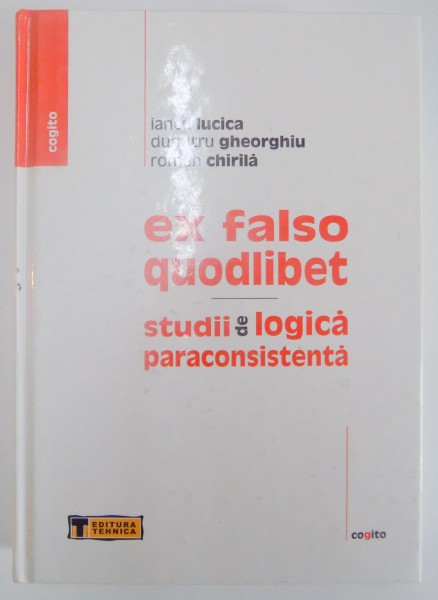 cogito
iancu lucica
dumitru gheorghiu
roman chirilă
ex falso
quodlibet
studii de logică
paraconsistentă
T EDITURA
TEHNICA
cogito